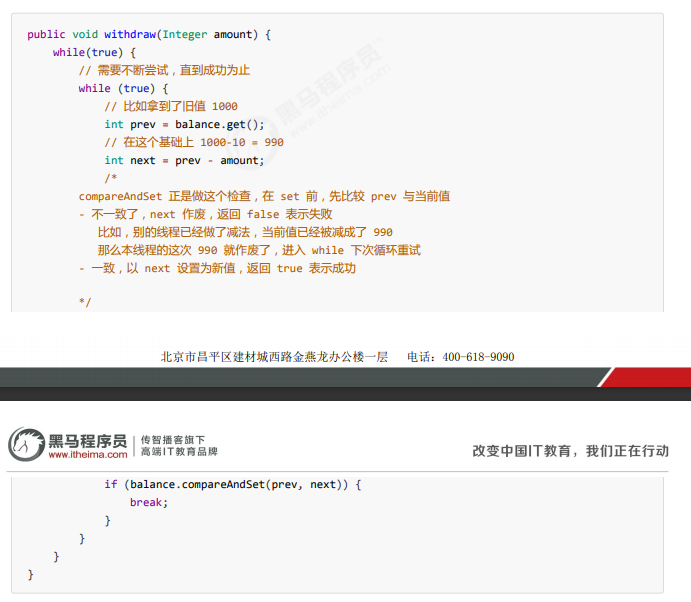 public void withdraw(Integer amount) {
    while(true) {
        // 需要不断尝试，直到成功为止
        while (true) {
            // 比如拿到了旧值 1000
            int prev = balance.get();
            // 在这个基础上 1000-10 = 990
            int next = prev - amount;
            /*
        compareAndSet 正是做这个检查，在 set 前，先比较 prev 与当前值
        - 不一致了，next 作废，返回 false 表示失败
           比如，别的线程已经做了减法，当前值已经被减成了 990
           那么本线程的这次 990 就作废了，进入 while 下次循环重试
        - 一致，以 next 设置为新值，返回 true 表示成功
        */
黑马程序员
www.itheima.com
北京市昌平区建材城西路金燕龙办公楼一层 电话：400-618-9090
黑马程序员
www.itheima.com
传智播客旗下
高端IT教育品牌
改变中国IT教育，我们正在行动
            if (balance.compareAndSet(prev, next)) {
                break;
            }
        }
    }
}